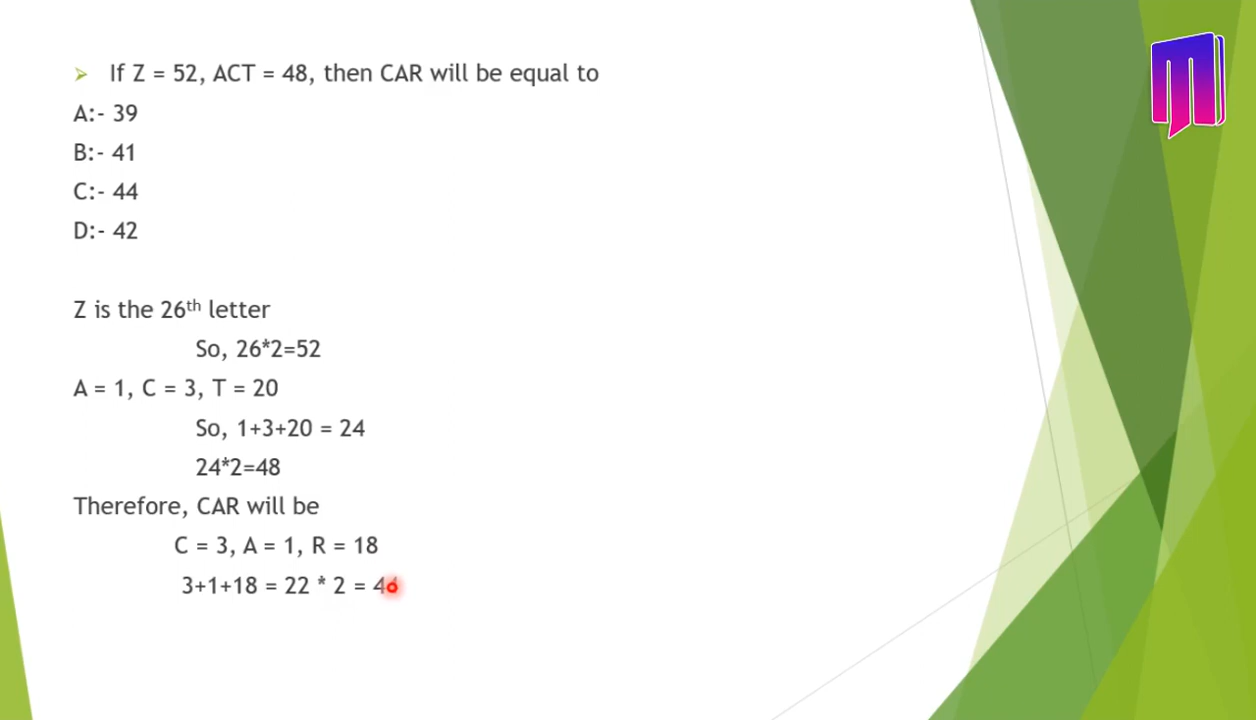 If Z = 52, ACT = 48, then CAR will be equal to
A:- 39
B:- 41
C:- 44
D:- 42
Z is the 26th letter
So, 26*2=52
A = 1, C = 3, T = 20
So, 1+3+20 = 24
24*2=48
Therefore, CAR will be
C = 3, A = 1, R = 18
3+1+18 = 22 * 2 =